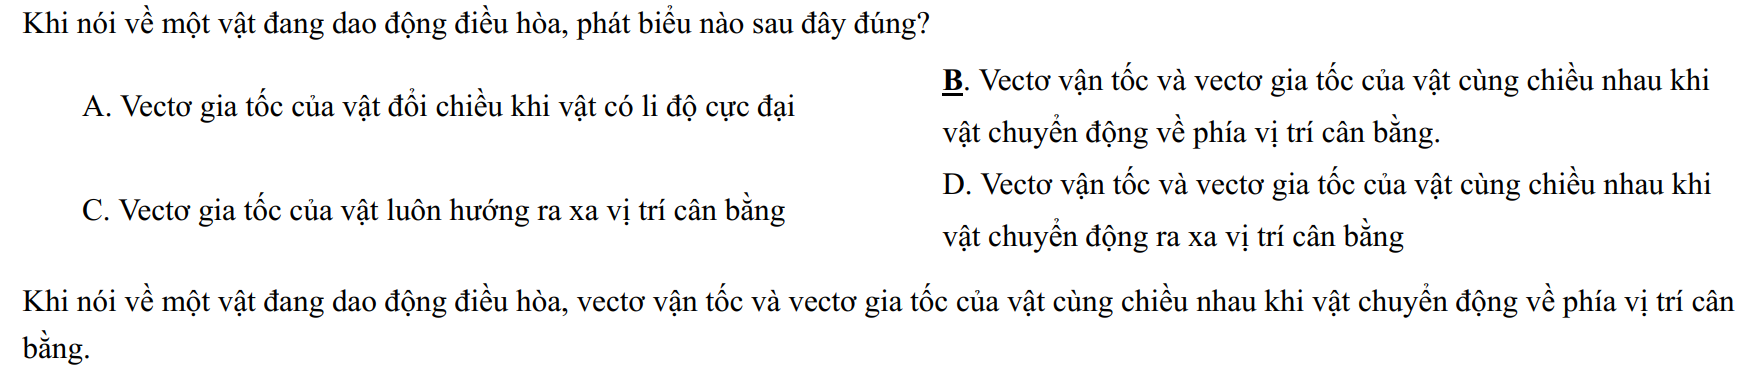 Khi nói về một vật đang dao động điều hòa, phát biểu nào sau đây đúng?
A. Vectơ gia tốc của vật đổi chiều khi vật có li độ cực đại
B. Vectơ vận tốc và vectơ gia tốc của vật cùng chiều nhau khi
vật chuyển động về phía vị trí cân bằng.
C. Vectơ gia tốc của vật luôn hướng ra xa vị trí cân bằng
D. Vectơ vận tốc và vectơ gia tốc của vật cùng chiều nhau khi
vật chuyển động ra xa vị trí cân bằng
Khi nói về một vật đang dao động điều hòa, vectơ vận tốc và vectơ gia tốc của vật cùng chiều nhau khi vật chuyển động về phía vị trí cân
bằng.